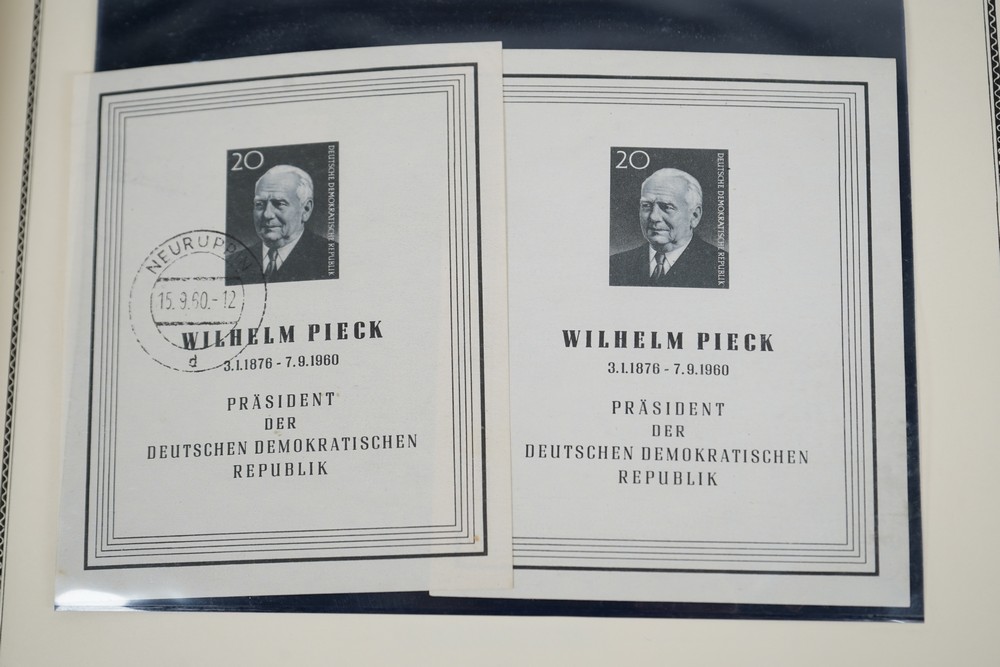 20
DEUTSCHE DEMOKRATISCHE REPUBLIK
NEURUPPIN
15.9.60.-12
d
WILHELM PIECK
3.1.1876 - 7.9.1960
PRÄSIDENT
DER
DEUTSCHEN DEMOKRATISCHEN
REPUBLIK
20
DEUTSCHE DEMOKRATISCHE REPUBLIK
WILHELM PIECK
3.1.1876 - 7.9.1960
PRÄSIDENT
DER
DEUTSCHEN DEMOKRATISCHEN
REPUBLIK